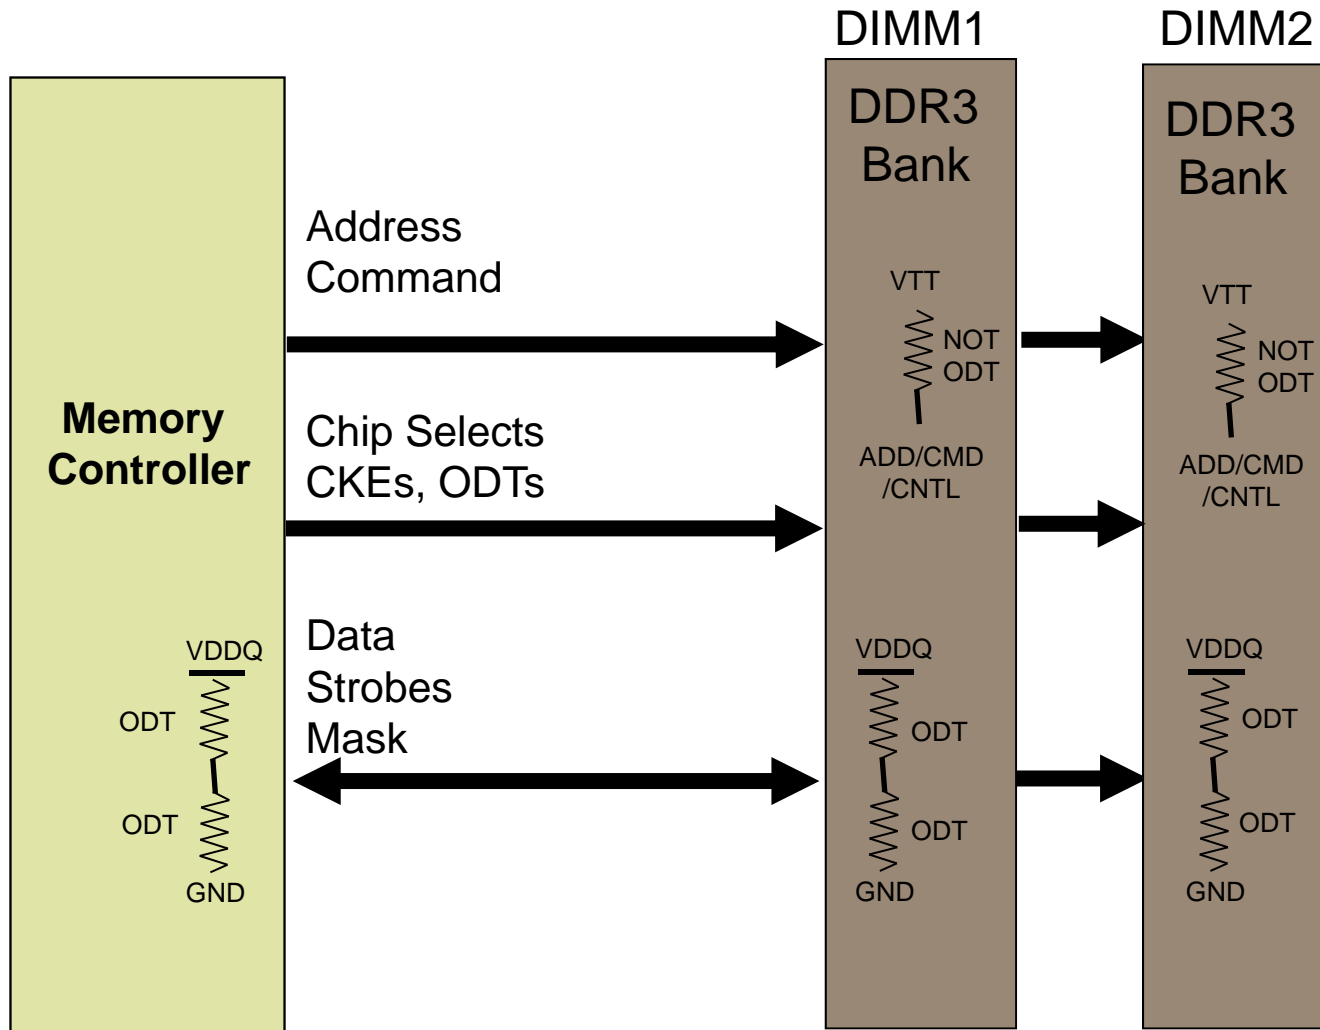 DIMM1
DIMM2
DDR3
Bank
DDR3
Bank
Address
Command
VTT
NOT
ODT
VTT
NOT
ODT
Memory
Controller
Chip Selects
CKEs, ODTs
ADD/CMD
/CNTL
ADD/CMD
/CNTL
Data
Strobes
Mask
VDDQ
ODT
ODT
GND
VDDQ
ODT
ODT
GND
VDDQ
ODT
ODT
GND